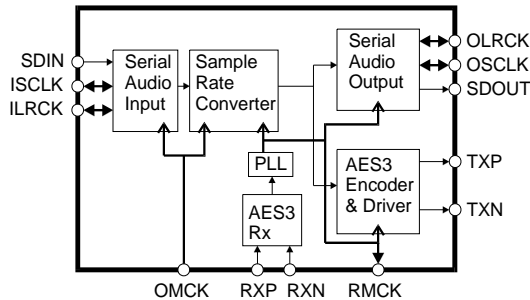 SDIN
ISCLK
ILRCK
Serial
Audio
Input
Sample
Rate
Converter
Serial
Audio
Output
OLRCK
OSCLK
SDOUT
PLL
AES3
Rx
AES3
Encoder
& Driver
TXP
TXN
OMCK
RXP
RXN
RMCK